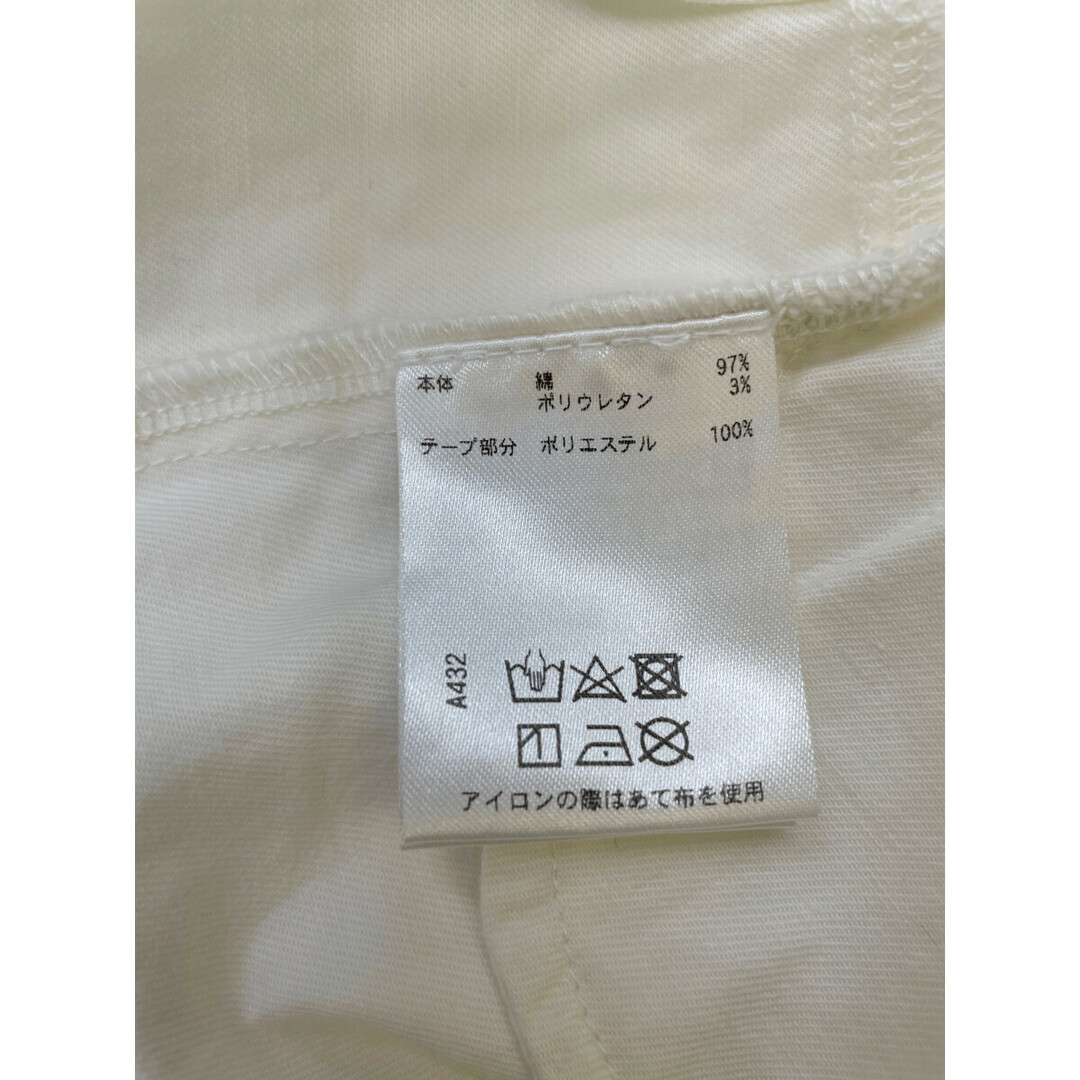 本体 綿 97%
ポリウレタン 3%
テープ部分 ポリエステル 100%
A432
アイロンの際はあて布を使用